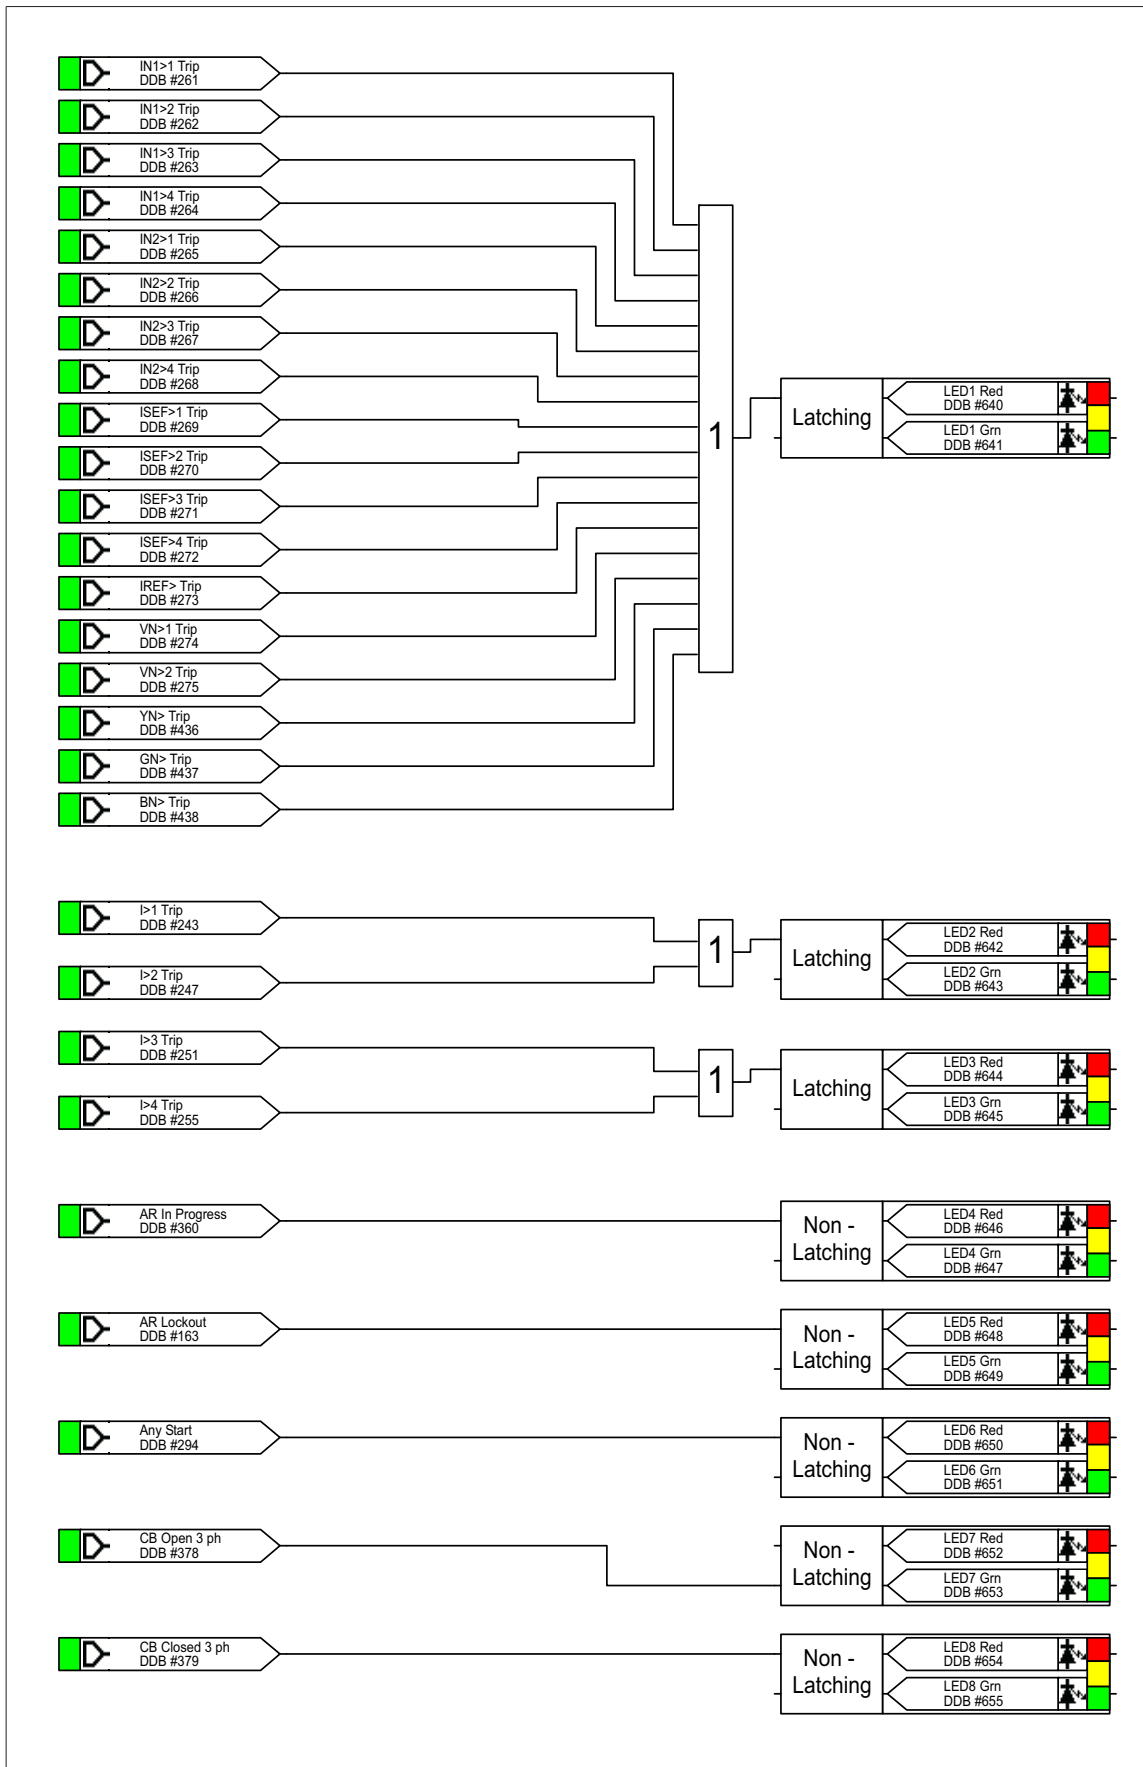 IN1>1 Trip
DDB #261
IN1>2 Trip
DDB #262
IN1>3 Trip
DDB #263
IN1>4 Trip
DDB #264
IN2>1 Trip
DDB #265
IN2>2 Trip
DDB #266
IN2>3 Trip
DDB #267
IN2>4 Trip
DDB #268
ISEF>1 Trip
DDB #269
ISEF>2 Trip
DDB #270
ISEF>3 Trip
DDB #271
ISEF>4 Trip
DDB #272
IREF> Trip
DDB #273
VN>1 Trip
DDB #274
VN>2 Trip
DDB #275
YN> Trip
DDB #436
GN> Trip
DDB #437
BN> Trip
DDB #438
1
Latching
LED1 Red
DDB #640
LED1 Grn
DDB #641
I>1 Trip
DDB #243
I>2 Trip
DDB #247
1
Latching
LED2 Red
DDB #642
LED2 Grn
DDB #643
I>3 Trip
DDB #251
I>4 Trip
DDB #255
1
Latching
LED3 Red
DDB #644
LED3 Grn
DDB #645
AR In Progress
DDB #360
Non -
Latching
LED4 Red
DDB #646
LED4 Grn
DDB #647
AR Lockout
DDB #163
Non -
Latching
LED5 Red
DDB #648
LED5 Grn
DDB #649
Any Start
DDB #294
Non -
Latching
LED6 Red
DDB #650
LED6 Grn
DDB #651
CB Open 3 ph
DDB #378
Non -
Latching
LED7 Red
DDB #652
LED7 Grn
DDB #653
CB Closed 3 ph
DDB #379
Non -
Latching
LED8 Red
DDB #654
LED8 Grn
DDB #655